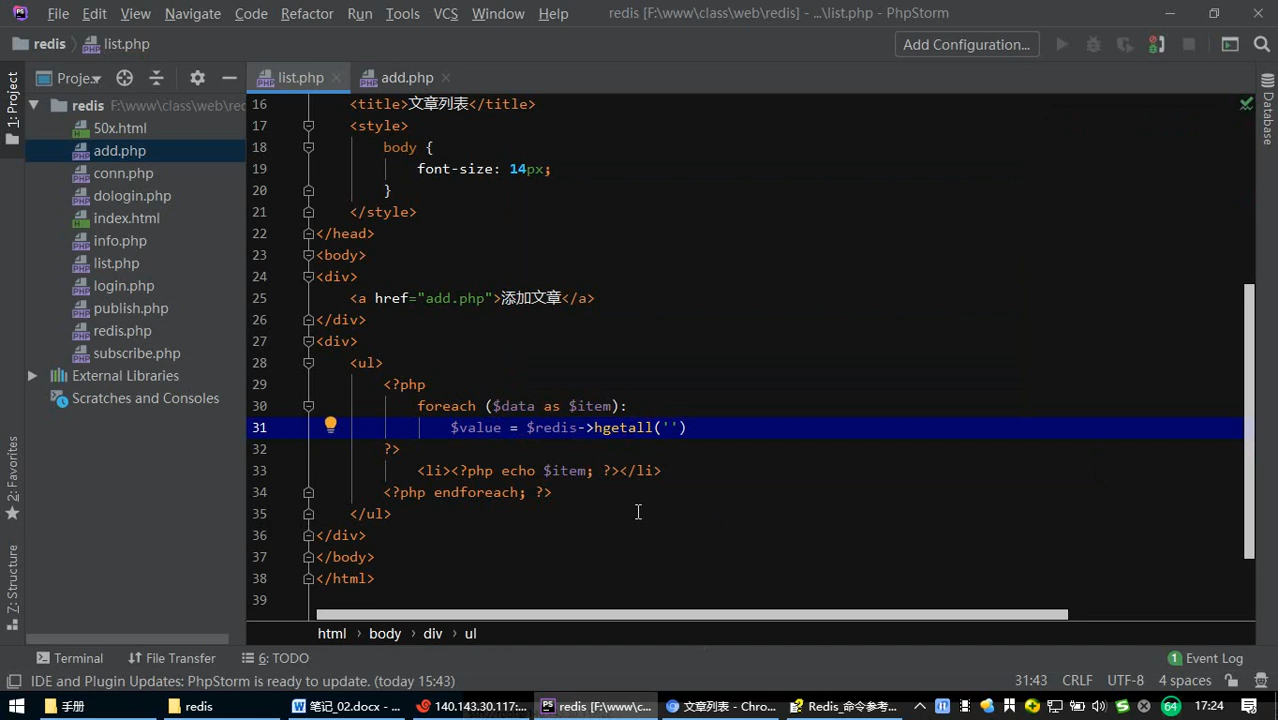 File Edit View Navigate Code Refactor Run Tools VCS Window Help redis [F:\www\class\web\redis] - ...\list.php - PhpStorm
redis list.php Add Configuration...
1: Project
2: Favorites
7: Structure
Database
Proje... list.php add.php
redis F:\www\class\web\rec
50x.html
add.php
conn.php
dologin.php
index.html
info.php
list.php
login.php
publish.php
redis.php
subscribe.php
External Libraries
Scratches and Consoles
16 <title>文章列表</title>
17 <style>
18 body {
19 font-size: 14px;
20 }
21 </style>
22 </head>
23 <body>
24 <div>
25 <a href="add.php">添加文章</a>
26 </div>
27 <div>
28 <ul>
29 <?php
30 foreach ($data as $item):
31 $value = $redis->hgetall('')
32 ?>
33 <li><?php echo $item; ?></li>
34 <?php endforeach; ?>
35 </ul>
36 </div>
37 </body>
38 </html>
39
html › body › div › ul
Terminal File Transfer 6: TODO 1 Event Log
IDE and Plugin Updates: PhpStorm is ready to update. (today 15:43) 31:43 CRLF UTF-8 4 spaces
手册 redis 笔记_02.docx - ... 140.143.30.117:... redis [F:\www\c... 文章列表 - Chro... Redis_命令参考... 64 17:24